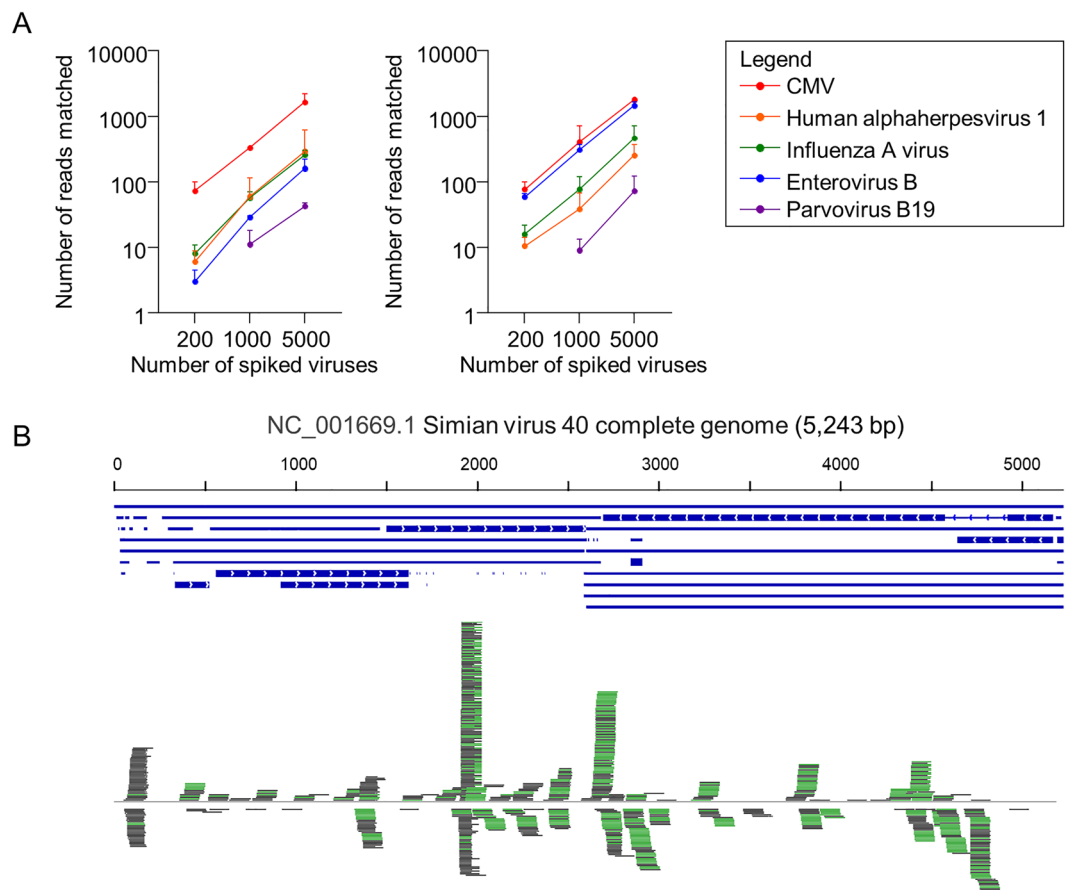 A
10000
1000
100
10
1
Number of reads matched
200 1000 5000
Number of spiked viruses
10000
1000
100
10
1
Number of reads matched
200 1000 5000
Number of spiked viruses
Legend
CMV
Human alphaherpesvirus 1
Influenza A virus
Enterovirus B
Parvovirus B19
B
NC_001669.1 Simian virus 40 complete genome (5,243 bp)
0 1000 2000 3000 4000 5000